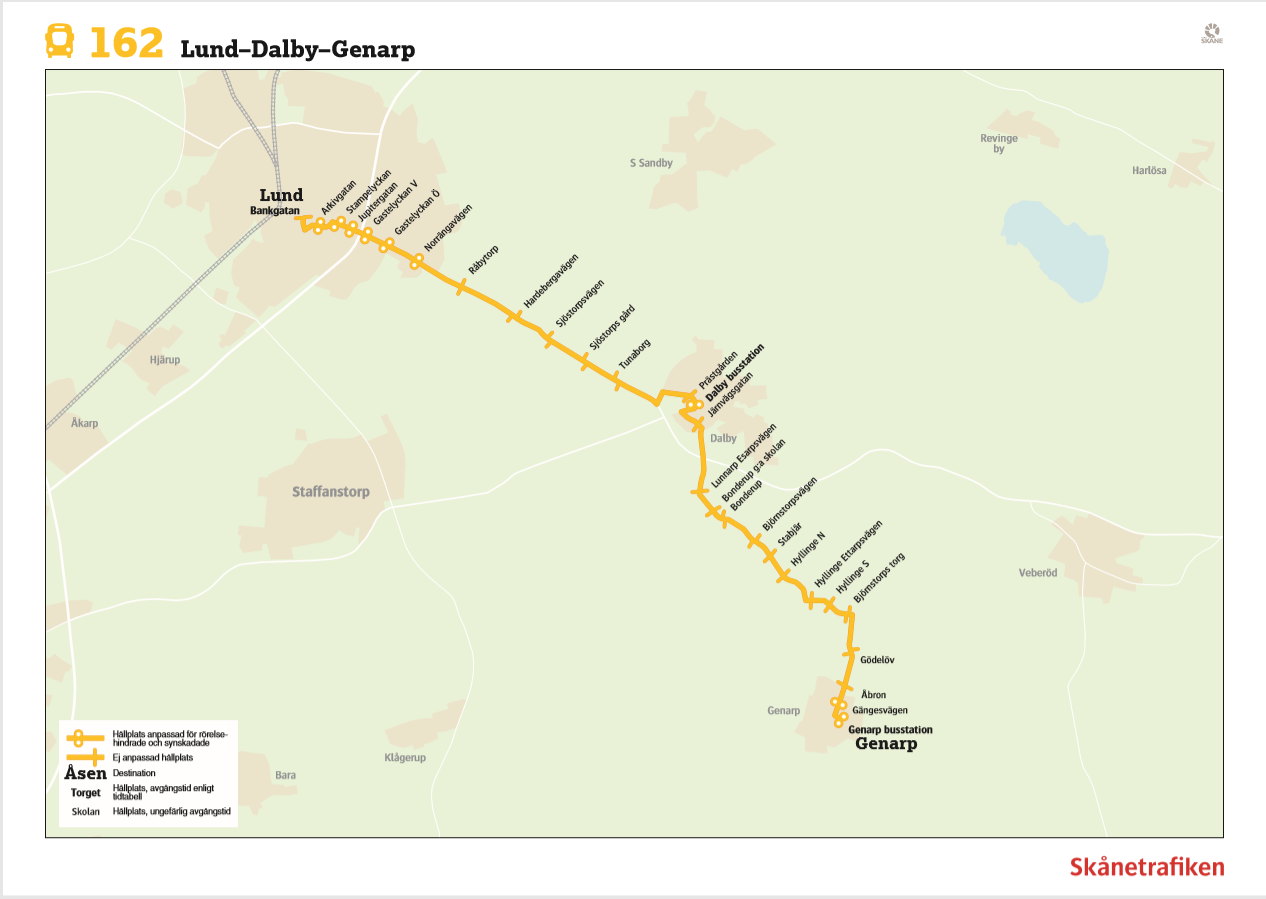 162 Lund–Dalby–Genarp
SKÅNE
S Sandby
Revinge
by
Harlösa
Lund
Bankgatan
Arkivgatan
Stampelyckan
Jupitergatan
Gastelyckan V
Gastelyckan Ö
Norrångavägen
Råbytorp
Hardebergavägen
Sjöstorpsvägen
Sjöstorps gård
Tunaborg
Prästgården
Dalby busstation
Järnvägsgatan
Dalby
Hjärup
Åkarp
Staffanstorp
Lunnarp Esarpsvägen
Bonderup g:a skolan
Bonderup
Björnstorpsvägen
Stabjär
Hyllinge N
Hyllinge Ettarpsvägen
Hyllinge S
Björnstorps torg
Veberöd
Gödelöv
Åbron
Gängesvägen
Genarp
Genarp busstation
Genarp
Klågerup
Bara
Hållplats anpassad för rörelse-
hindrade och synskadade
Ej anpassad hållplats
Åsen Destination
Torget Hållplats, avgångstid enligt
tidtabell
Skolan Hållplats, ungefärlig avgångstid
Skånetrafiken